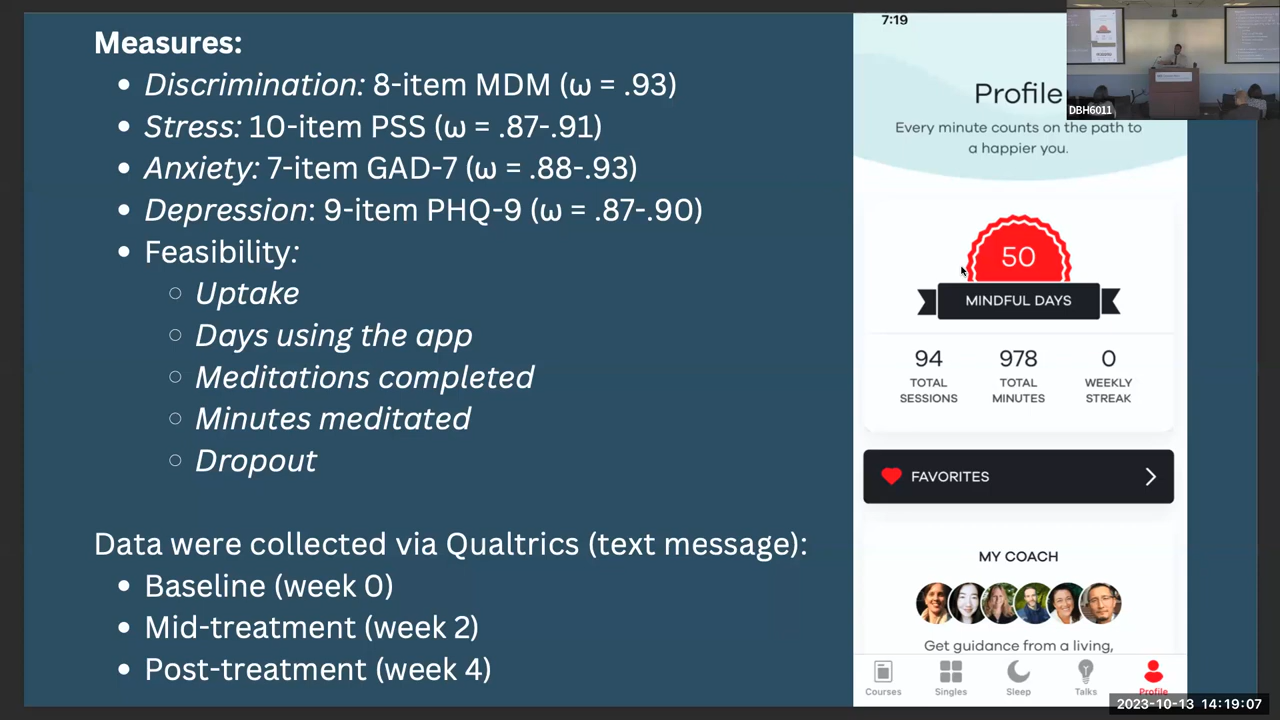 Measures:
Discrimination: 8-item MDM (ω = .93)
Stress: 10-item PSS (ω = .87-.91)
Anxiety: 7-item GAD-7 (ω = .88-.93)
Depression: 9-item PHQ-9 (ω = .87-.90)
Feasibility:
Uptake
Days using the app
Meditations completed
Minutes meditated
Dropout
Data were collected via Qualtrics (text message):
Baseline (week 0)
Mid-treatment (week 2)
Post-treatment (week 4)
7:19
Profile
Every minute counts on the path to
a happier you.
50
MINDFUL DAYS
94
TOTAL
SESSIONS
978
TOTAL
MINUTES
0
WEEKLY
STREAK
FAVORITES
MY COACH
Get guidance from a living,
Courses
Singles
Sleep
Talks
Profile
DBH6011
2023-10-13 14:19:07